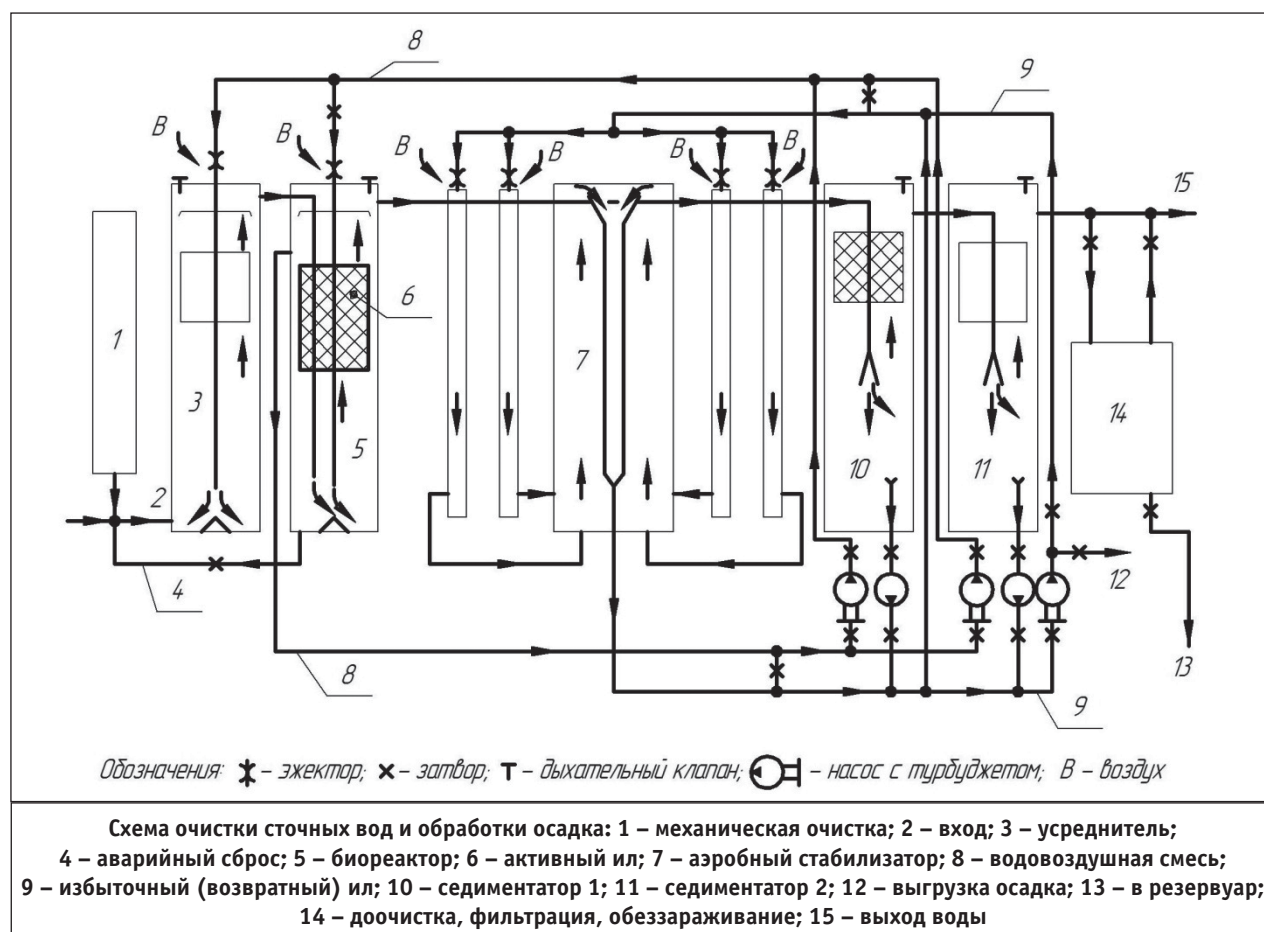 8
9
В
В
В
В
В
В
15
1
2
3
4
5
6
7
8
10
11
14
12
13
9
Обозначения: – эжектор; – затвор; – дыхательный клапан; – насос с турбуджетом; В – воздух
Схема очистки сточных вод и обработки осадка: 1 – механическая очистка; 2 – вход; 3 – усреднитель;
4 – аварийный сброс; 5 – биореактор; 6 – активный ил; 7 – аэробный стабилизатор; 8 – водовоздушная смесь;
9 – избыточный (возвратный) ил; 10 – седиментатор 1; 11 – седиментатор 2; 12 – выгрузка осадка; 13 – в резервуар;
14 – доочистка, фильтрация, обеззараживание; 15 – выход воды